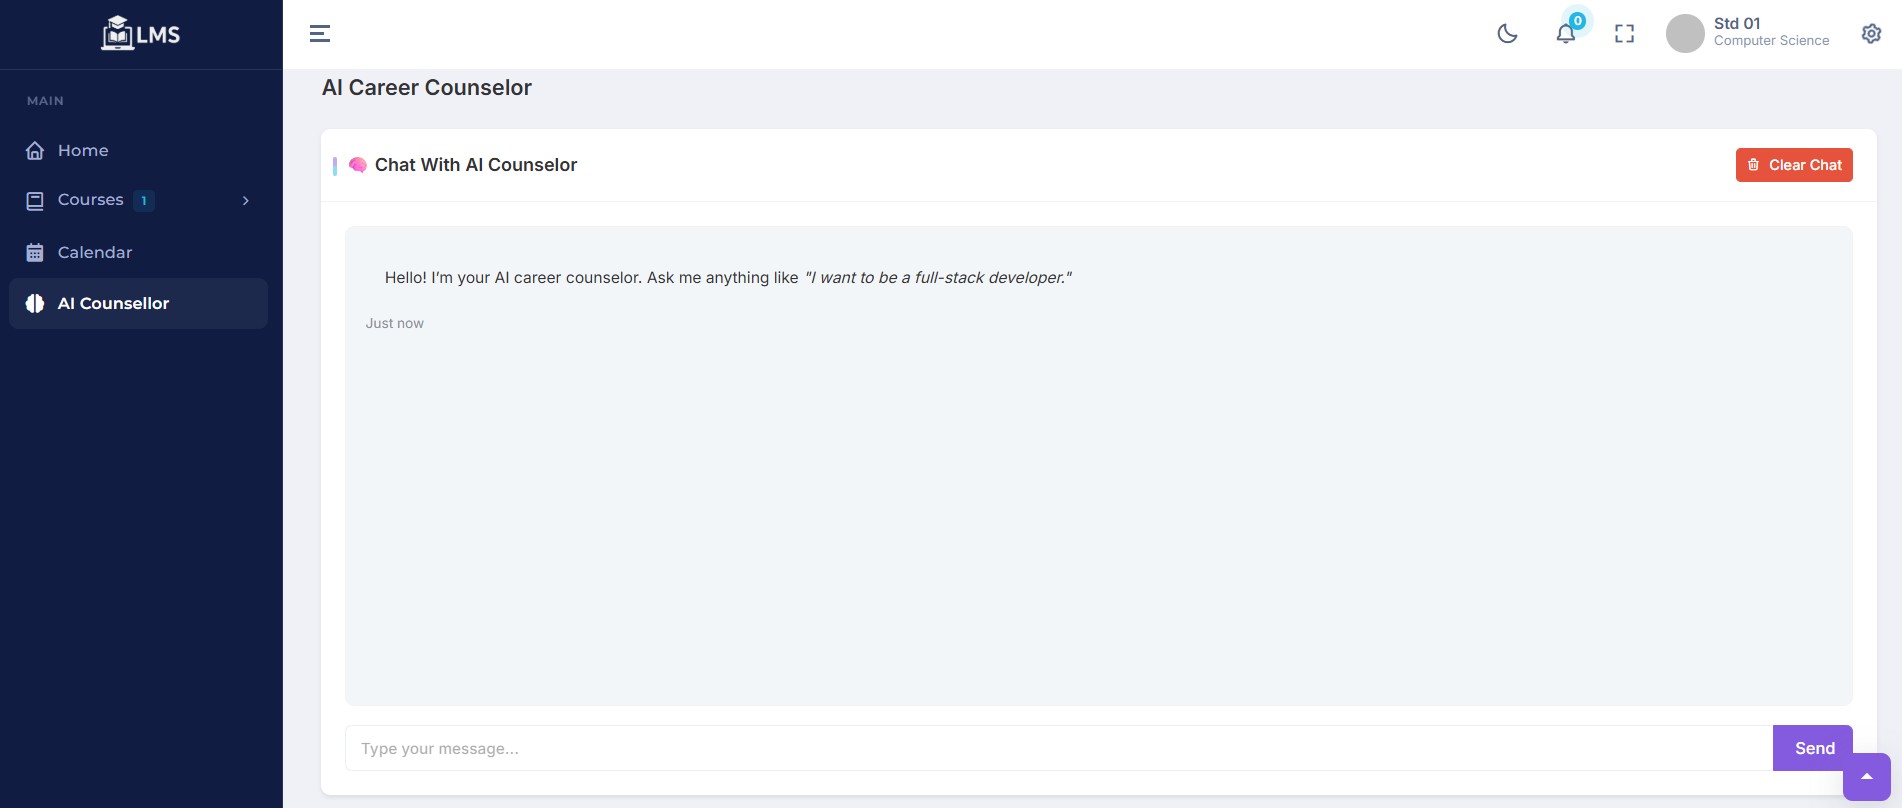 LMS
0
Std 01
Computer Science
MAIN
Home
Courses 1
Calendar
AI Counsellor
AI Career Counselor
Chat With AI Counselor
Clear Chat
Hello! I’m your AI career counselor. Ask me anything like "I want to be a full-stack developer."
Just now
Type your message...
Send